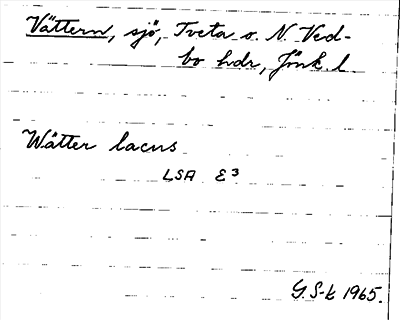 Vättern, sjö, Tveta o. N. Ved-
bo hdr, Jönk. l.
Wätter lacus
LSA E³
G. S-k 1965.